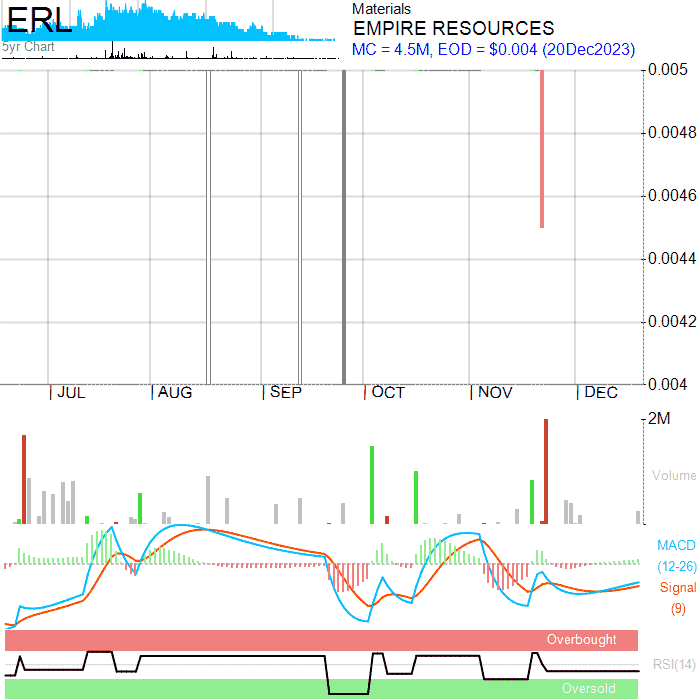 ERL
5yr Chart
Materials
EMPIRE RESOURCES
MC = 4.5M, EOD = $0.004 (20Dec2023)
0.005
0.0048
0.0046
0.0044
0.0042
0.004
JUL AUG SEP OCT NOV DEC
2M
Volume
MACD
(12-26)
Signal
(9)
Overbought
RSI(14)
Oversold